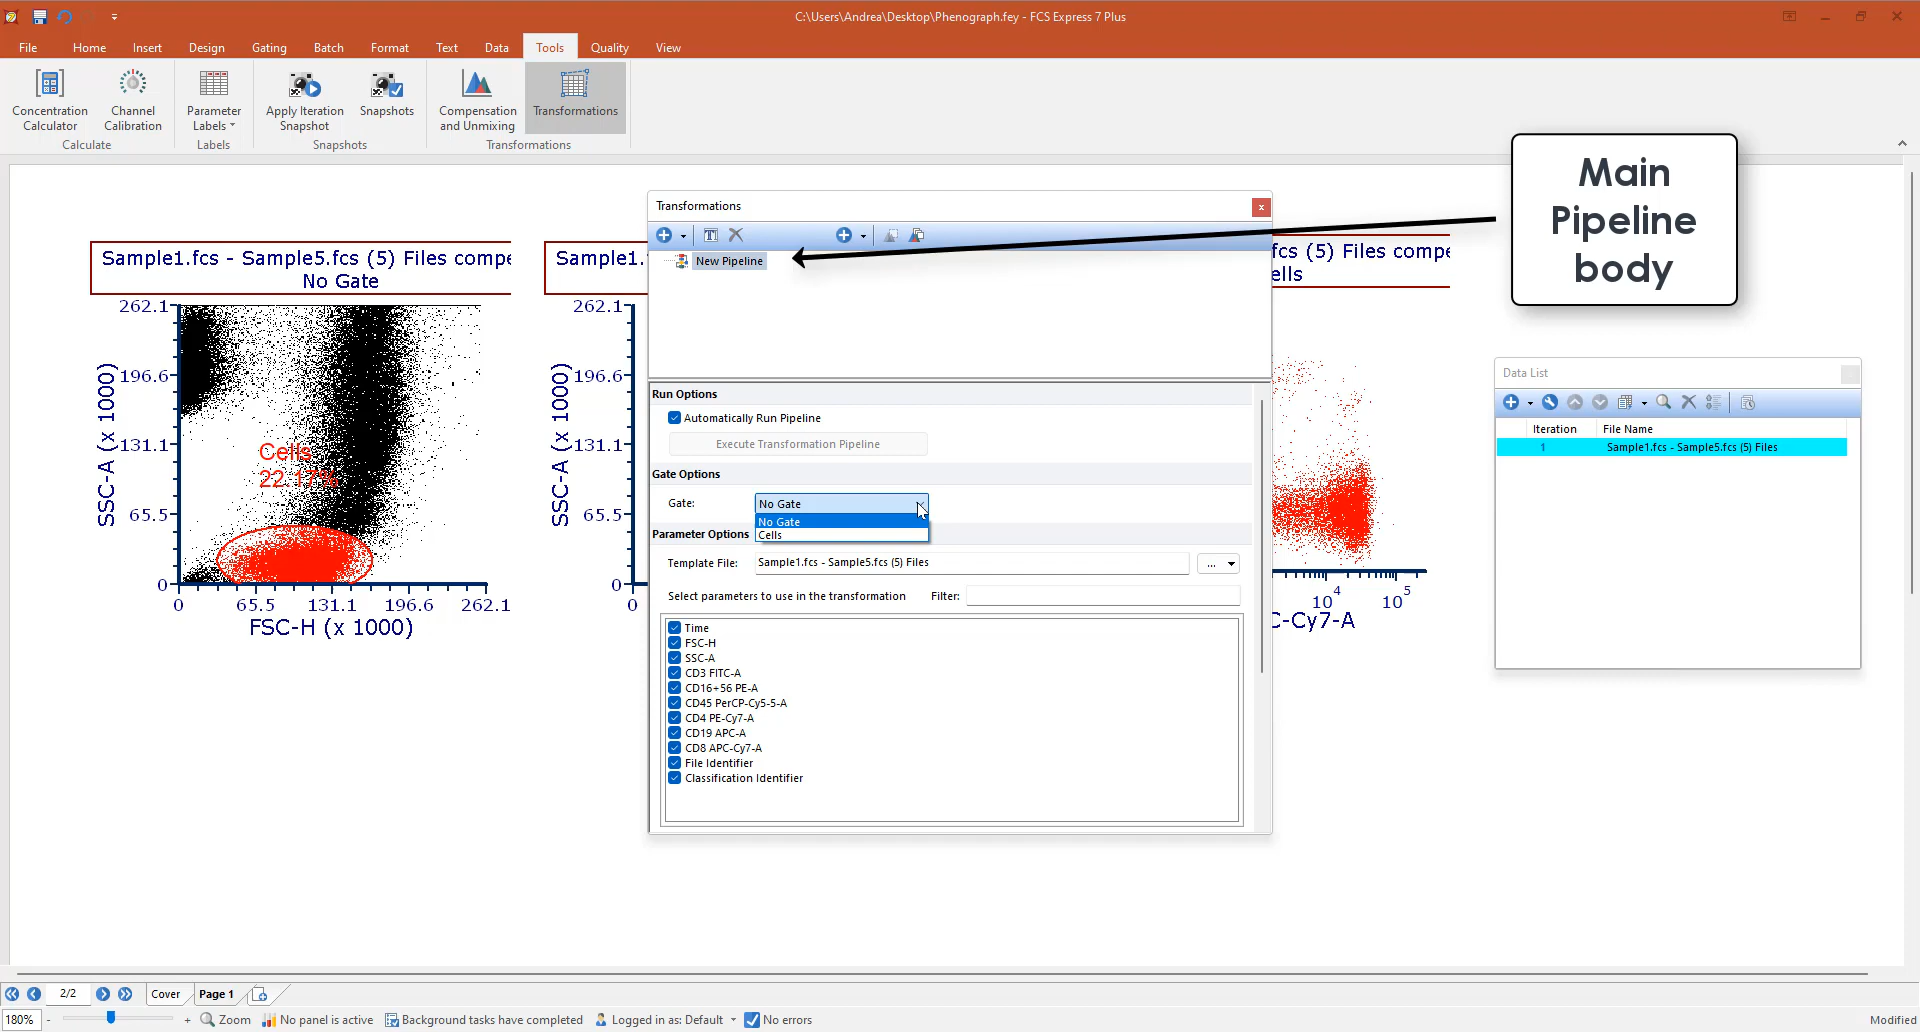 C:\Users\Andrea\Desktop\Phenograph.fey - FCS Express 7 Plus
File Home Insert Design Gating Batch Format Text Data Tools Quality View
Concentration Calculator
Channel Calibration
Calculate
Parameter Labels
Labels
Apply Iteration Snapshot
Snapshots
Snapshots
Compensation and Unmixing
Transformations
Transformations
Main
Pipeline
body
Sample1.fcs - Sample5.fcs (5) Files compe
No Gate
262.1
196.6
131.1
65.5
0
SSC-A (x 1000)
Cells
22.17%
0 65.5 131.1 196.6 262.1
FSC-H (x 1000)
Sample1.
262.1
196.6
131.1
65.5
0
SSC-A (x 1000)
0
Transformations
New Pipeline
Run Options
Automatically Run Pipeline
Execute Transformation Pipeline
Gate Options
Gate: No Gate
No Gate
Cells
Parameter Options
Template File: Sample1.fcs - Sample5.fcs (5) Files ...
Select parameters to use in the transformation Filter:
Time
FSC-H
SSC-A
CD3 FITC-A
CD16+56 PE-A
CD45 PerCP-Cy5-5-A
CD4 PE-Cy7-A
CD19 APC-A
CD8 APC-Cy7-A
File Identifier
Classification Identifier
fcs (5) Files compe
ells
10^4 10^5
C-Cy7-A
Data List
Iteration File Name
1 Sample1.fcs - Sample5.fcs (5) Files
2/2 Cover Page 1
180% - + Zoom No panel is active Background tasks have completed Logged in as: Default No errors Modified